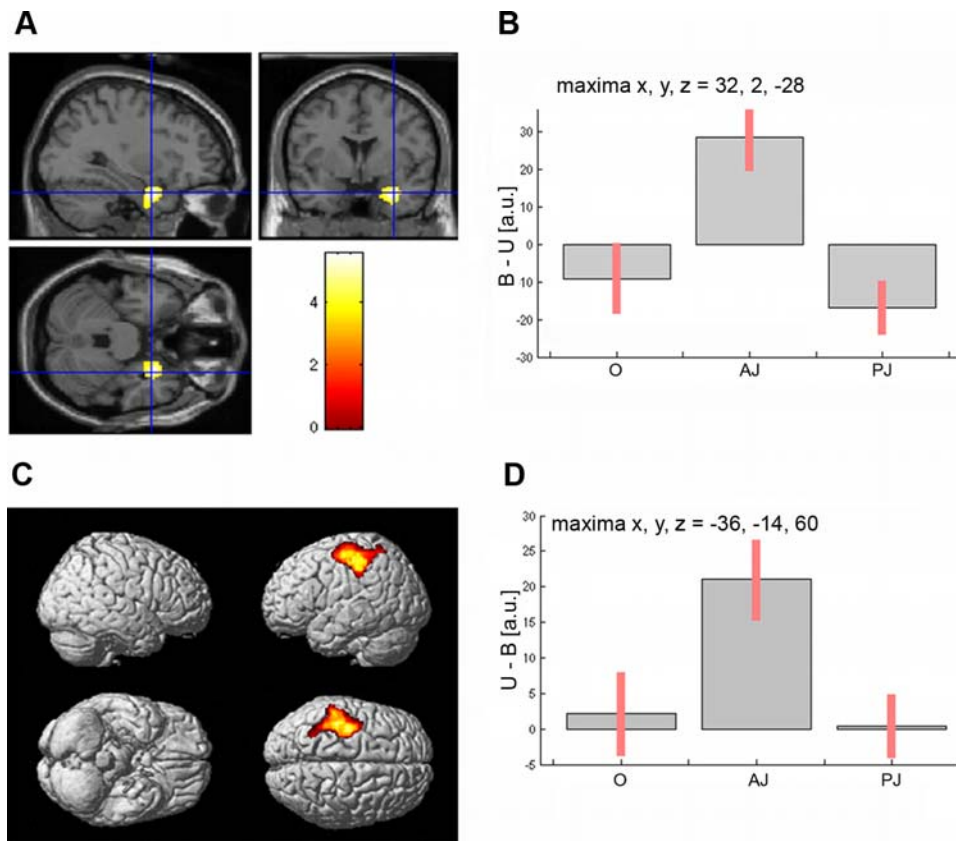 A
4
2
0
B
maxima x, y, z = 32, 2, -28
B - U [a.u.]
30
20
10
0
-10
-20
-30
O AJ PJ
C
D
maxima x, y, z = -36, -14, 60
U - B [a.u.]
30
25
20
15
10
5
0
-5
O AJ PJ